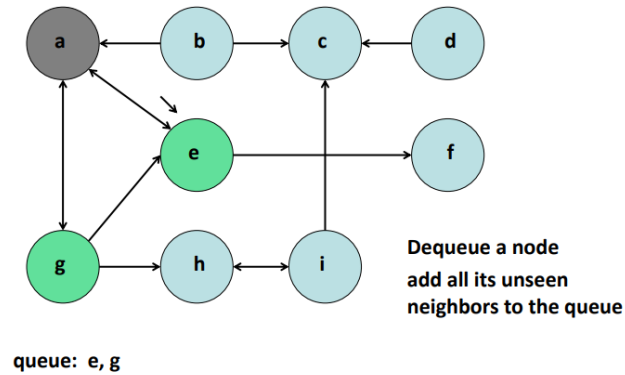 a
b
c
d
e
f
g
h
i
Dequeue a node
add all its unseen
neighbors to the queue
queue: e, g